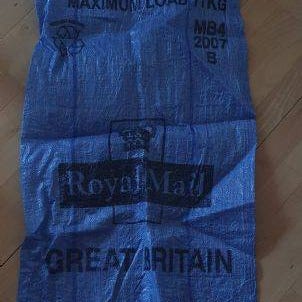 MAXIMUM LOAD 11KG
MB4
2007
B
Royal Mail
GREAT BRITAIN